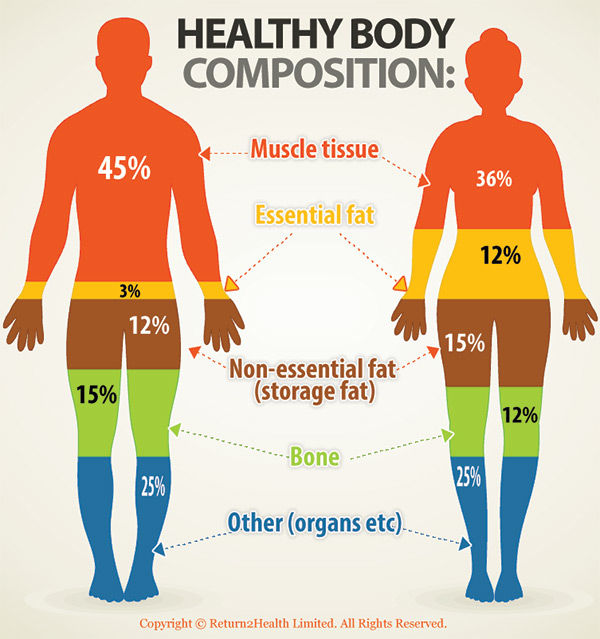 HEALTHY BODY
COMPOSITION:
Muscle tissue
45%
36%
Essential fat
3%
12%
12%
15%
Non-essential fat
(storage fat)
15%
12%
Bone
25%
25%
Other (organs etc)
Copyright © Return2Health Limited. All Rights Reserved.